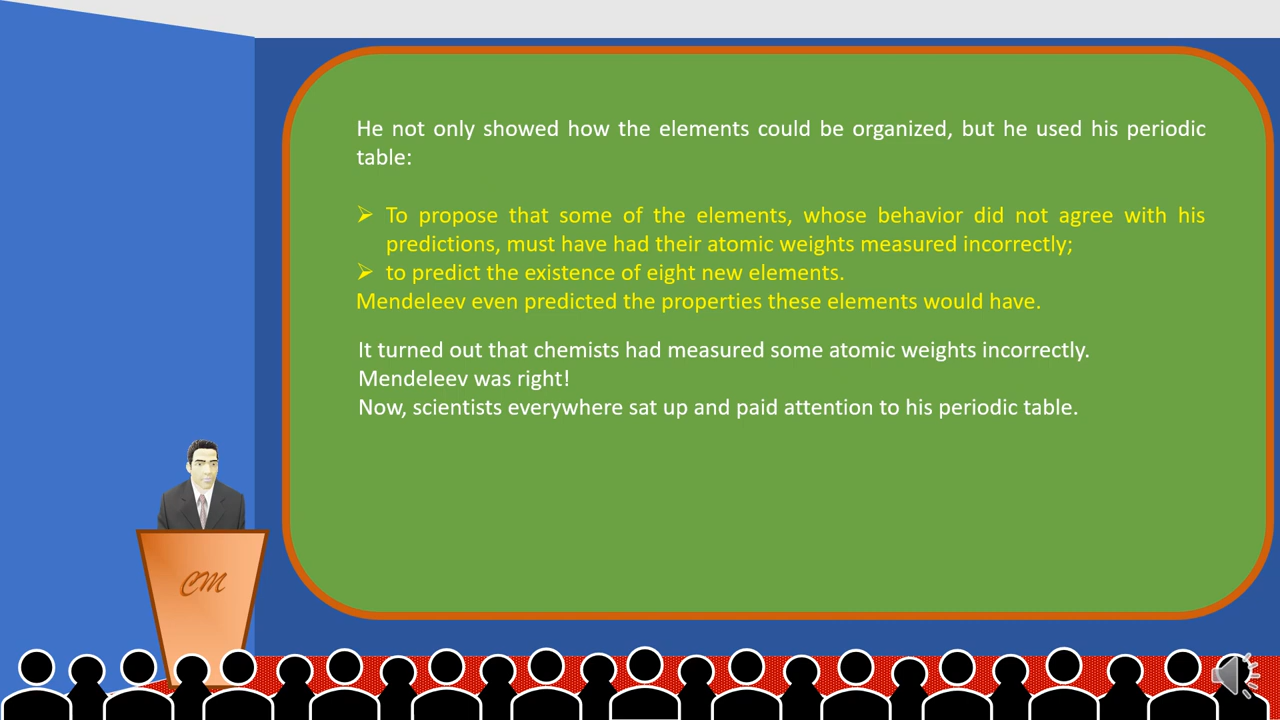 He not only showed how the elements could be organized, but he used his periodic
table:
➢ To propose that some of the elements, whose behavior did not agree with his
predictions, must have had their atomic weights measured incorrectly;
➢ to predict the existence of eight new elements.
Mendeleev even predicted the properties these elements would have.
It turned out that chemists had measured some atomic weights incorrectly.
Mendeleev was right!
Now, scientists everywhere sat up and paid attention to his periodic table.
CM